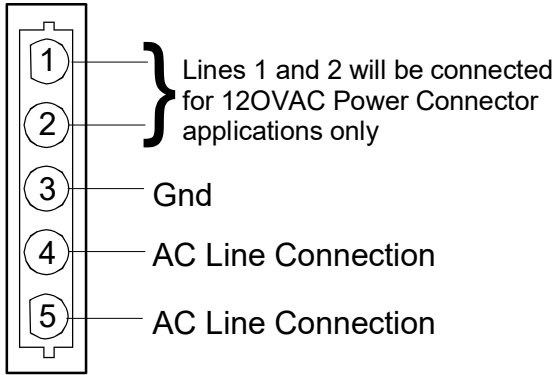 1
Lines 1 and 2 will be connected
for 12OVAC Power Connector
applications only
2
3 Gnd
4 AC Line Connection
5 AC Line Connection